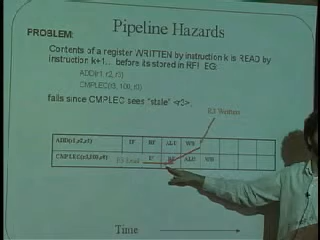 Pipeline Hazards
PROBLEM:
Contents of a register WRITTEN by instruction k is READ by
instruction k+1... before its stored in RF! EG:
ADD(r1, r2, r3)
CMPLEC(r3, 100, r0)
fails since CMPLEC sees "stale" <r3>.
R3 Written
ADD(r1,r2,r3) IF RF ALU WB
CMPLEC(r3,100,r0) R3 Read IF RF ALU WB
Time